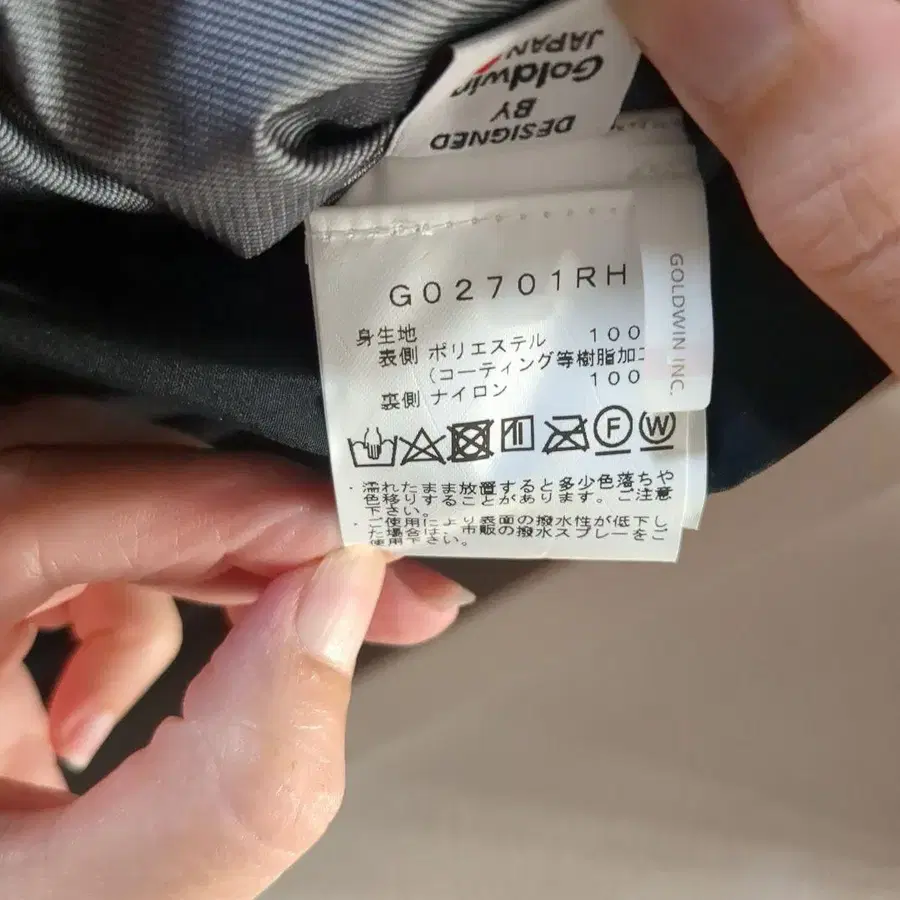 DESIGNED
BY
Goldwin
JAPAN
GOLDWIN INC.
G02701RH
身生地
表側 ポリエステル 100
(コーティング等樹脂加工
裏側 ナイロン 100
F W
・濡れたまま放置すると多少色落ちや
色移りすることがあります。ご注意
下さい。
・ご使用により表面の撥水性が低下し
た場合は、市販の撥水スプレーをご
使用下さい。